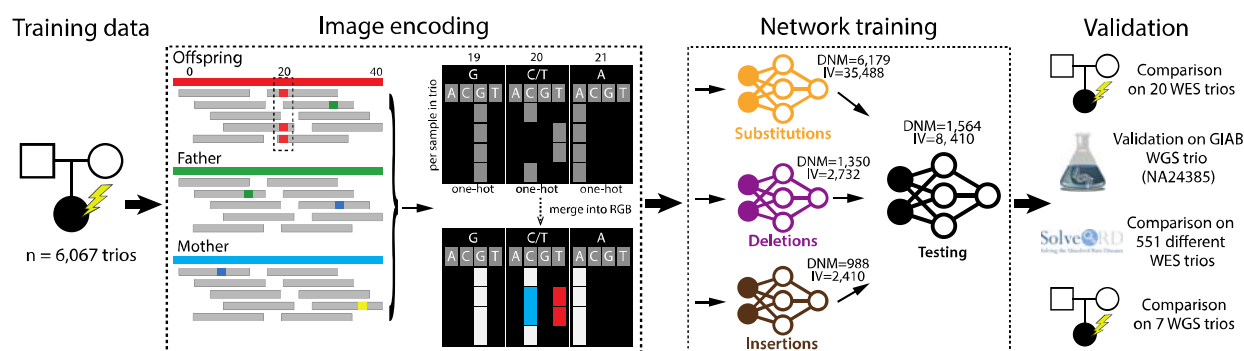 Training data
Image encoding
Network training
Validation
Offspring
0 20 40
Father
Mother
n = 6,067 trios
19 20 21
G C/T A
A C G T A C G T A C G T
per sample in trio
one-hot one-hot one-hot
merge into RGB
G C/T A
A C G T A C G T A C G T
DNM=6,179
IV=35,488
Substitutions
DNM=1,350
IV=2,732
Deletions
DNM=988
IV=2,410
Insertions
DNM=1,564
IV=8, 410
Testing
Comparison
on 20 WES trios
Validation on GIAB
WGS trio
(NA24385)
Solve RD
Comparison on
551 different
WES trios
Comparison
on 7 WGS trios